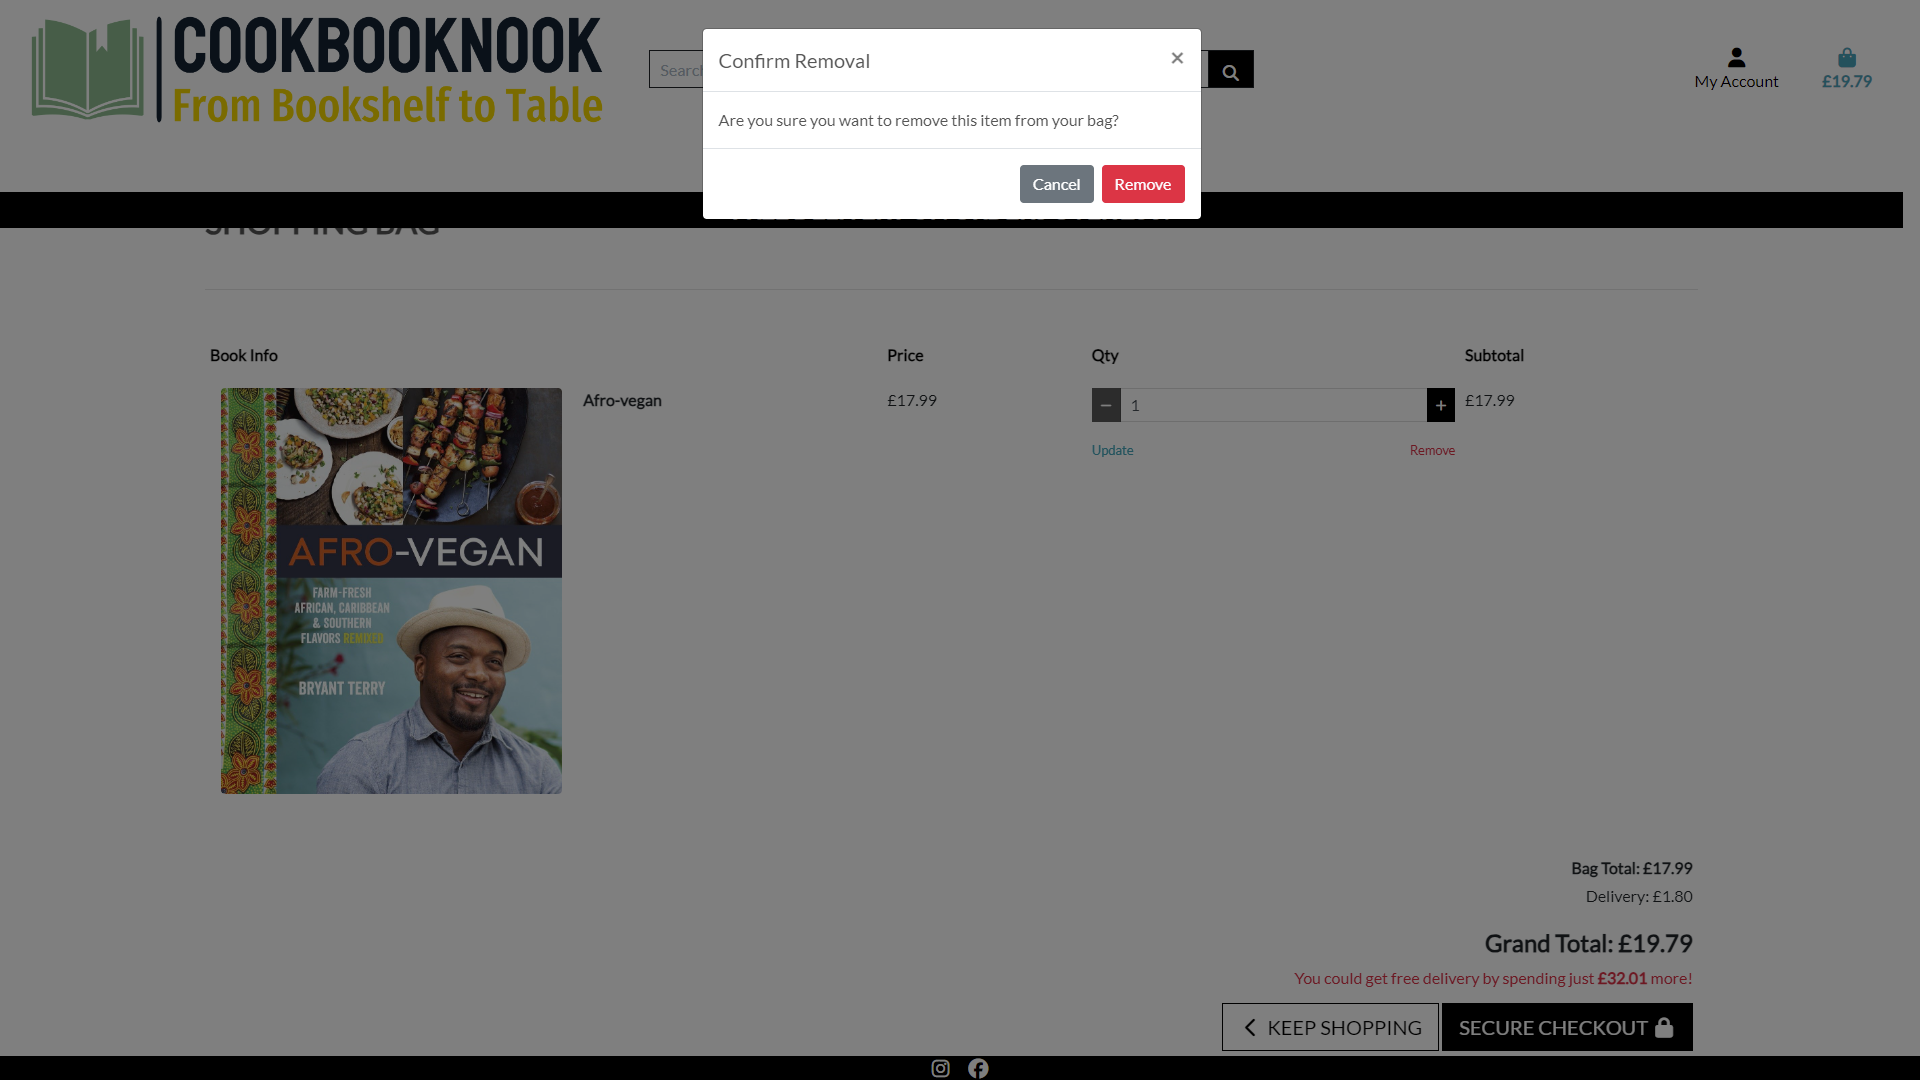 COOKBOOKNOOK
From Bookshelf to Table
Search
My Account
£19.79
Confirm Removal
×
Are you sure you want to remove this item from your bag?
Cancel
Remove
SHOPPING BAG
Book Info
Price
Qty
Subtotal
Afro-vegan
£17.99
1
£17.99
Update
Remove
AFRO-VEGAN
FARM-FRESH
AFRICAN, CARIBBEAN
& SOUTHERN
FLAVORS REMIXED
BRYANT TERRY
Bag Total: £17.99
Delivery: £1.80
Grand Total: £19.79
You could get free delivery by spending just £32.01 more!
KEEP SHOPPING
SECURE CHECKOUT